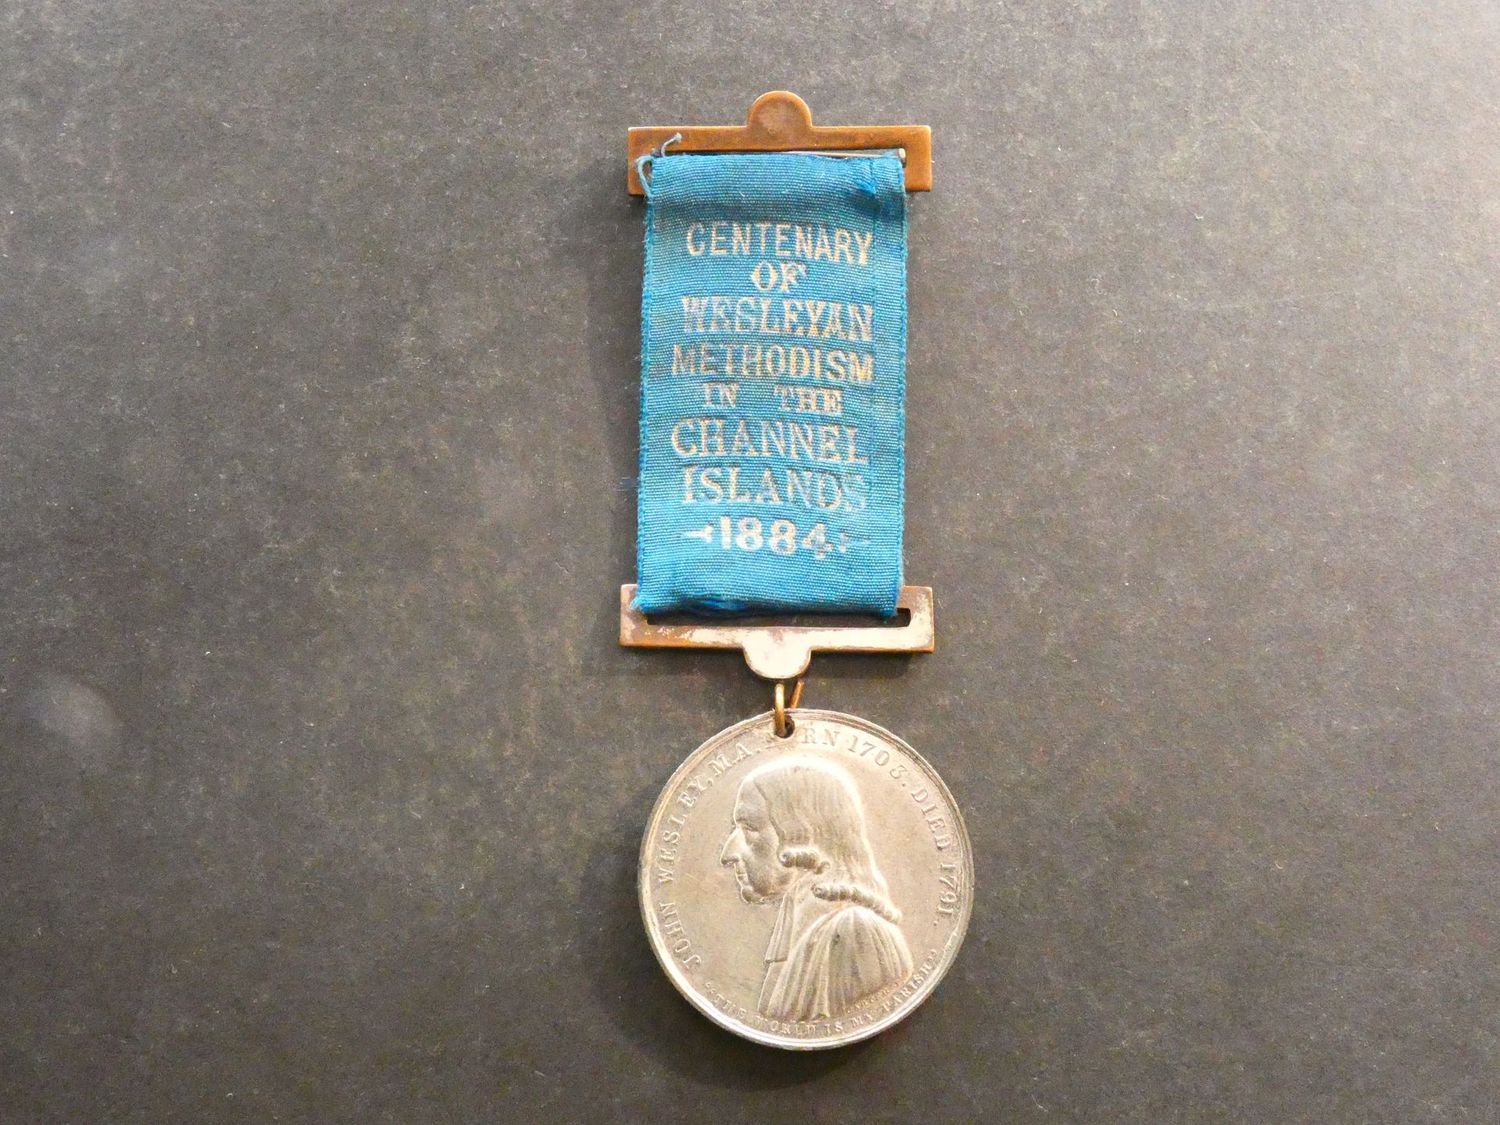 CENTENARY
OF
WESLEYAN
METHODISM
IN THE
CHANNEL
ISLANDS
1884
JOHN WESLEY, M.A. BORN 1703. DIED 1791.
"THE WORLD IS MY PARISH"